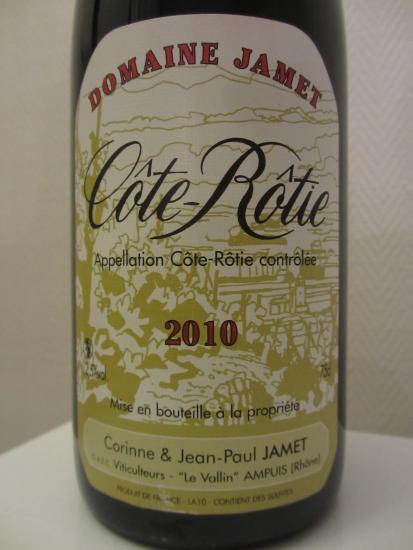 DOMAINE JAMET
Côte-Rôtie
Appellation Côte-Rôtie contrôlée
2010
75cl
Mise en bouteille à la propriété
Corinne & Jean-Paul JAMET
Viticulteurs - "Le Vallin" AMPUIS (Rhône)
PRODUIT DE FRANCE - LA10 - CONTIENT DES SULFITES